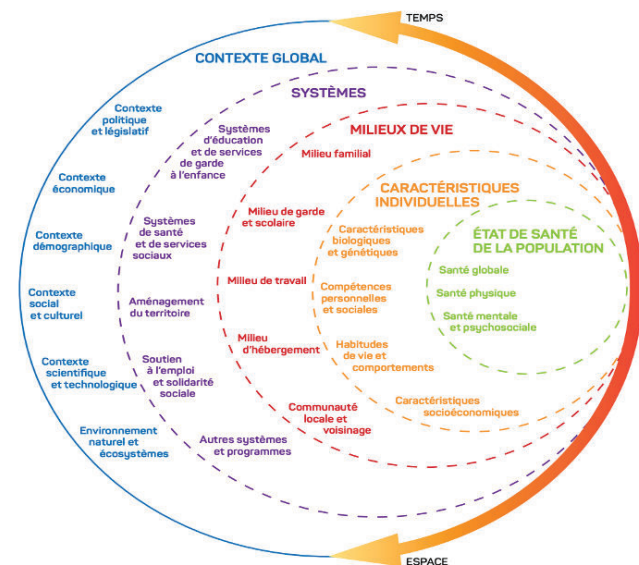 TEMPS
CONTEXTE GLOBAL
Contexte
politique
et législatif
Contexte
économique
Contexte
démographique
Contexte
social
et culturel
Contexte
scientifique
et technologique
Environnement
naturel et
écosystèmes
SYSTÈMES
Systèmes
d'éducation
et de services
de garde
à l'enfance
Systèmes
de santé
et de services
sociaux
Aménagement
du territoire
Soutien
à l'emploi
et solidarité
sociale
Autres systèmes
et programmes
MILIEUX DE VIE
Milieu familial
Milieu de garde
et scolaire
Milieu de travail
Milieu
d'hébergement
Communauté
locale et
voisinage
CARACTÉRISTIQUES
INDIVIDUELLES
Caractéristiques
biologiques
et génétiques
Compétences
personnelles
et sociales
Habitudes
de vie et
comportements
Caractéristiques
socioéconomiques
ÉTAT DE SANTÉ
DE LA POPULATION
Santé globale
Santé physique
Santé mentale
et psychosociale
ESPACE